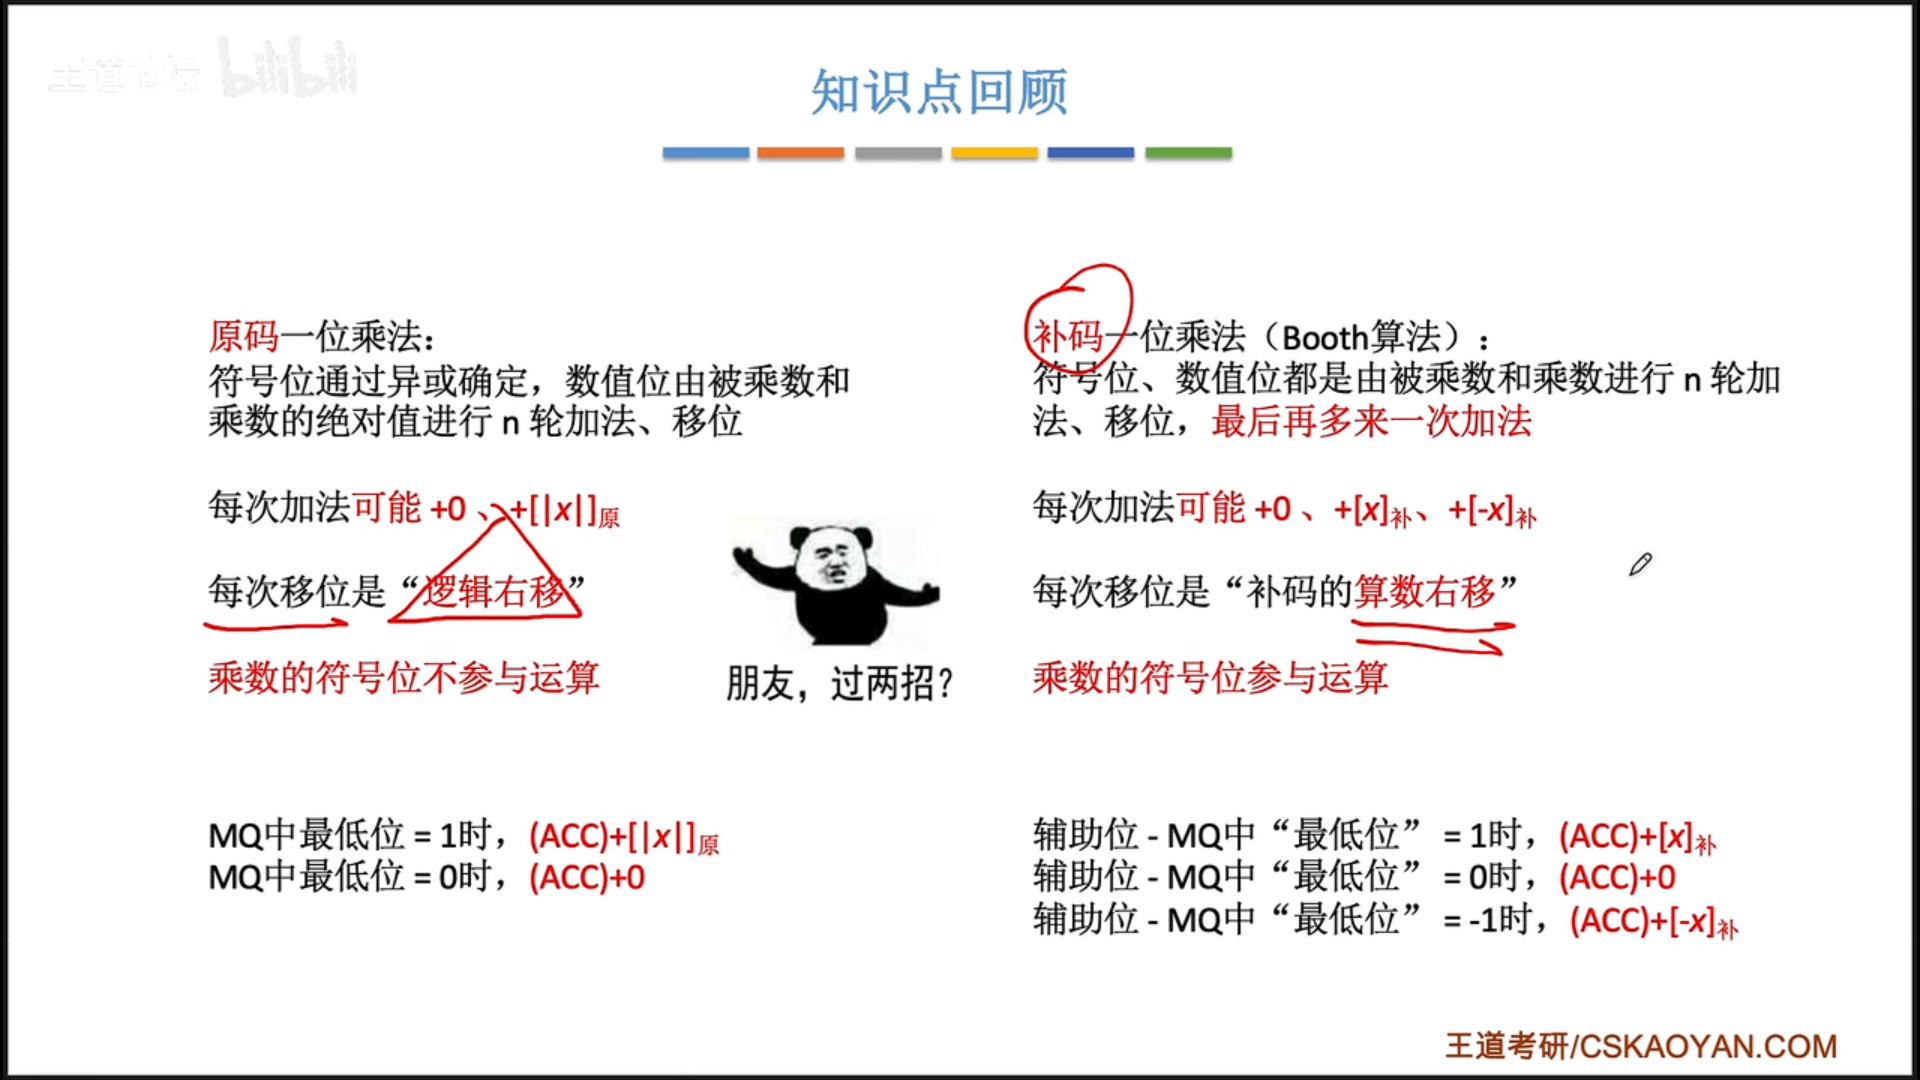 王道论坛 bilibili
知识点回顾
原码一位乘法：
符号位通过异或确定，数值位由被乘数和
乘数的绝对值进行 n 轮加法、移位
每次加法可能 +0 、+[|x|]原
每次移位是“逻辑右移”
乘数的符号位不参与运算
MQ中最低位 = 1时，(ACC)+[|x|]原
MQ中最低位 = 0时，(ACC)+0
朋友，过两招？
补码一位乘法（Booth算法）：
符号位、数值位都是由被乘数和乘数进行 n 轮加
法、移位，最后再多来一次加法
每次加法可能 +0 、+[x]补、+[-x]补
每次移位是“补码的算数右移”
乘数的符号位参与运算
辅助位 - MQ中“最低位” = 1时，(ACC)+[x]补
辅助位 - MQ中“最低位” = 0时，(ACC)+0
辅助位 - MQ中“最低位” = -1时，(ACC)+[-x]补
王道考研/CSKAOYAN.COM